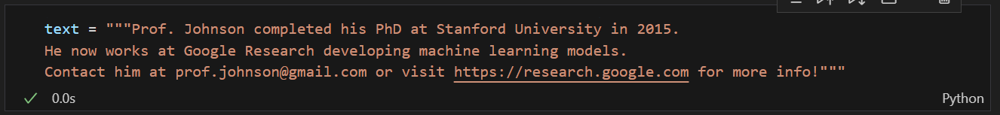 text = """Prof. Johnson completed his PhD at Stanford University in 2015.
He now works at Google Research developing machine learning models.
Contact him at prof.johnson@gmail.com or visit https://research.google.com for more info!"""
0.0s
Python